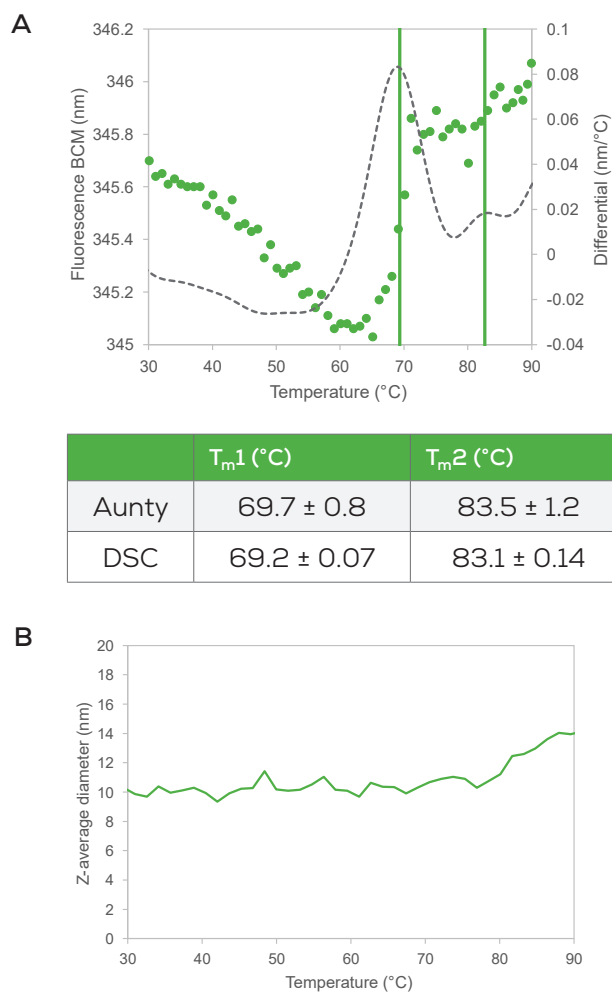 A
346.2
346
345.8
345.6
345.4
345.2
345
Fluorescence BCM (nm)
0.1
0.08
0.06
0.04
0.02
0
-0.02
-0.04
Differential (nm/°C)
30 40 50 60 70 80 90
Temperature (°C)
Tm1 (°C) Tm2 (°C)
Aunty 69.7 ± 0.8 83.5 ± 1.2
DSC 69.2 ± 0.07 83.1 ± 0.14
B
20
18
16
14
12
10
8
6
4
2
0
Z-average diameter (nm)
30 40 50 60 70 80 90
Temperature (°C)